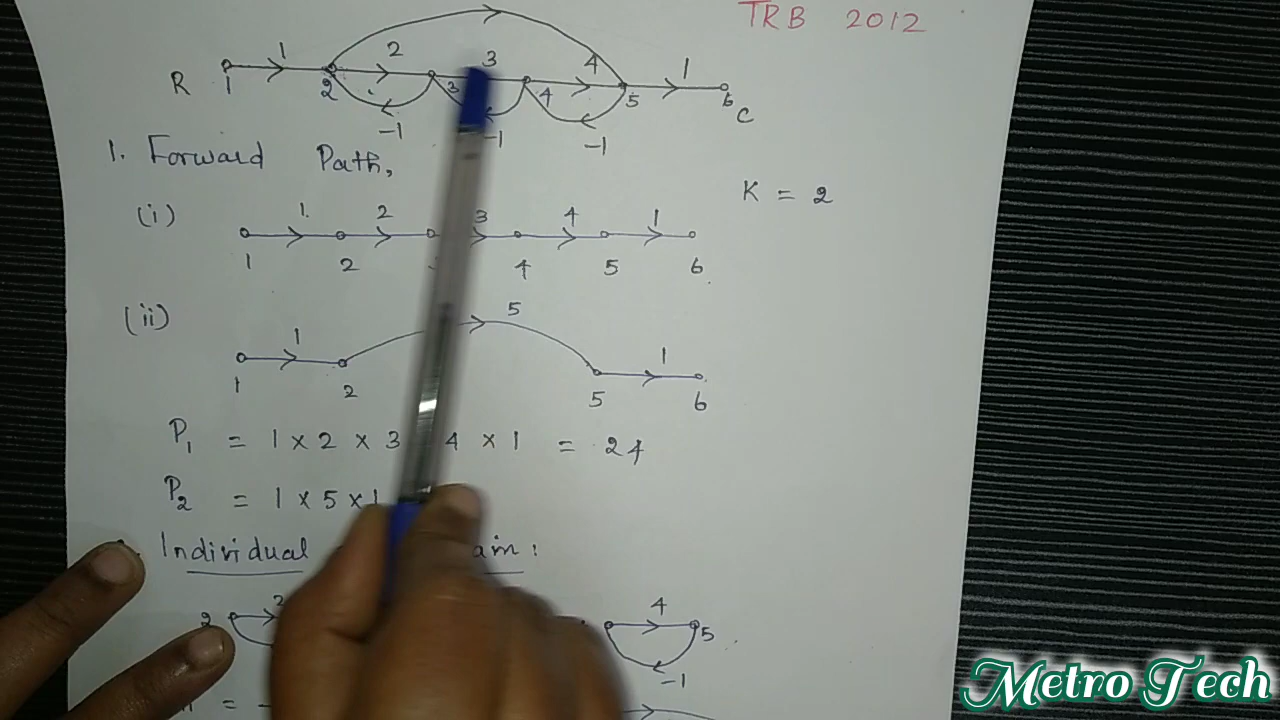 TRB 2012
1 2 3 4 1
R 1 2 3 4 5 6 C
-1 -1 -1
1. Forward Path,
K = 2
(i) 1 2 3 4 1
1 2 4 5 6
(ii) 1 5 1
1 2 5 6
P1 = 1 × 2 × 3 4 × 1 = 24
P2 = 1 × 5 × 1
Individual
4
2 5
-1
=
Metro Tech